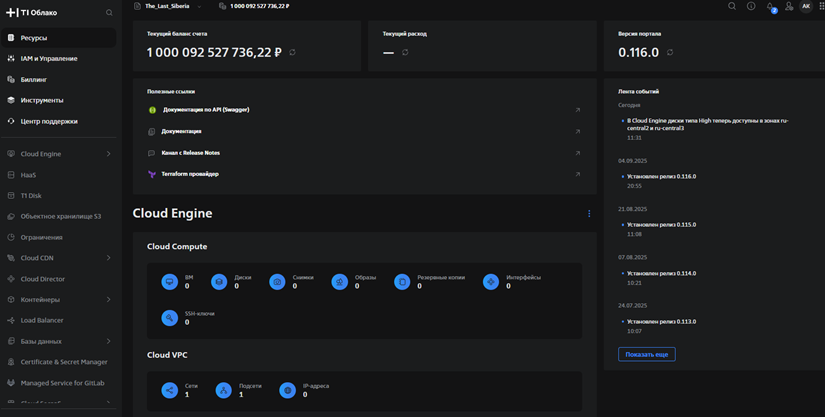 T1 Облако
The_Last_Siberia
1 000 092 527 736,22 ₽
2
AK
Ресурсы
IAM и Управление
Биллинг
Инструменты
Центр поддержки
Cloud Engine
HaaS
T1 Disk
Объектное хранилище S3
Ограничения
Cloud CDN
Cloud Director
Контейнеры
Load Balancer
Базы данных
Certificate & Secret Manager
Managed Service for GitLab
Текущий баланс счета
1 000 092 527 736,22 ₽
Текущий расход
—
Версия портала
0.116.0
Полезные ссылки
Документация по API (Swagger)
Документация
Канал с Release Notes
Terraform провайдер
Cloud Engine
Cloud Compute
ВМ
0
Диски
0
Снимки
0
Образы
0
Резервные копии
0
Интерфейсы
0
SSH-ключи
0
Cloud VPC
Сети
1
Подсети
1
IP-адреса
0
Лента событий
Сегодня
В Cloud Engine диски типа High теперь доступны в зонах ru-
central2 и ru-central3
11:31
04.09.2025
Установлен релиз 0.116.0
20:55
21.08.2025
Установлен релиз 0.115.0
11:08
07.08.2025
Установлен релиз 0.114.0
10:21
24.07.2025
Установлен релиз 0.113.0
10:07
Показать еще